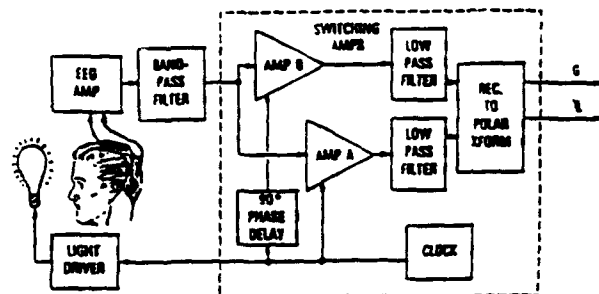 SWITCHING
AMPS
EEG
AMP
BAND-
PASS
FILTER
AMP B
LOW
PASS
FILTER
G
REC.
TO
POLAR
XFORM
AMP A
LOW
PASS
FILTER
90°
PHASE
DELAY
LIGHT
DRIVER
CLOCK